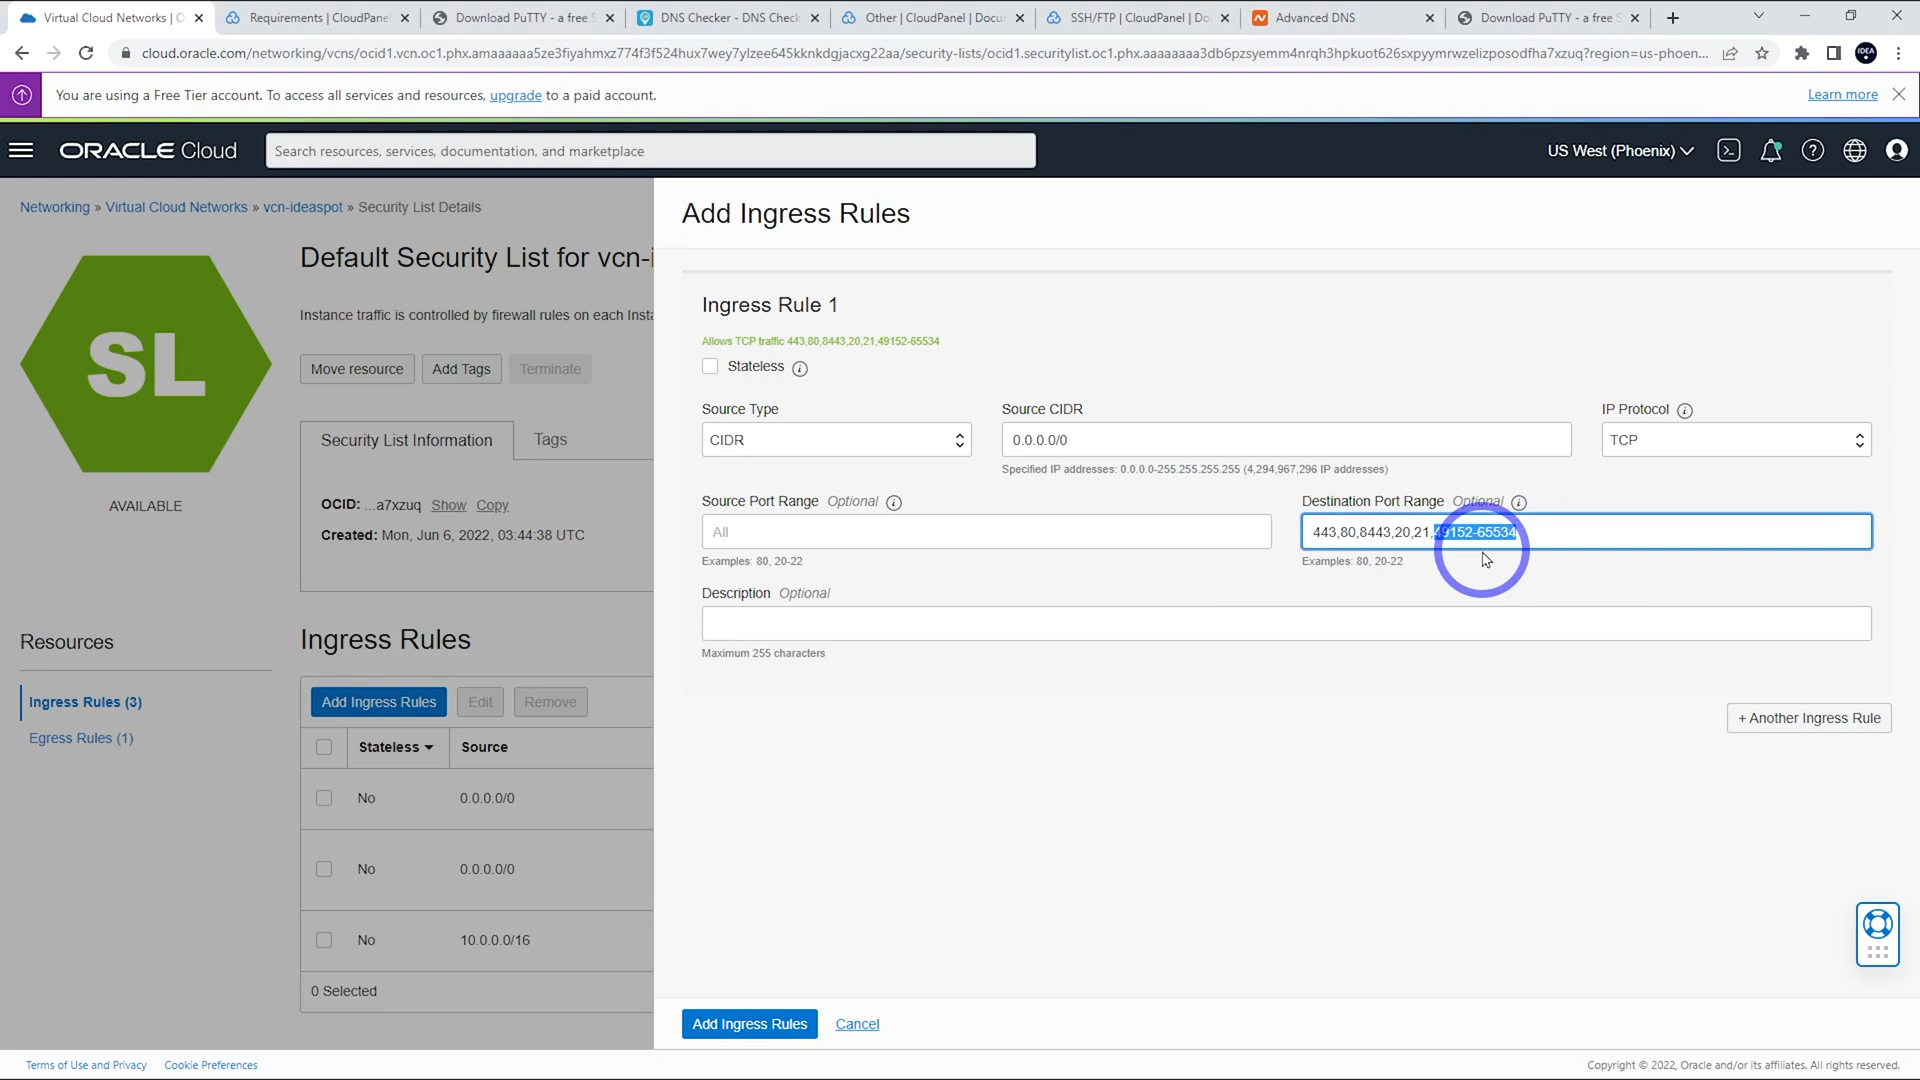 Virtual Cloud Networks | O
Requirements | CloudPanel
Download PuTTY - a free S
DNS Checker - DNS Check
Other | CloudPanel | Docu
SSH/FTP | CloudPanel | Do
Advanced DNS
Download PuTTY - a free S
cloud.oracle.com/networking/vcns/ocid1.vcn.oc1.phx.amaaaaaa5ze3fiyahmxz774f3f524hux7wey7ylzee645kknkdgjacxg22aa/security-lists/ocid1.securitylist.oc1.phx.aaaaaaaa3db6pzsyemm4nrqh3hpkuot626sxpyymrwzelizposodfha7xzuq?region=us-phoen...
IDEA
You are using a Free Tier account. To access all services and resources, upgrade to a paid account.
Learn more
ORACLE Cloud
Search resources, services, documentation, and marketplace
US West (Phoenix)
Networking » Virtual Cloud Networks » vcn-ideaspot » Security List Details
SL
AVAILABLE
Default Security List for vcn-i
Instance traffic is controlled by firewall rules on each Insta
Move resource
Add Tags
Terminate
Security List Information
Tags
OCID: ...a7xzuq Show Copy
Created: Mon, Jun 6, 2022, 03:44:38 UTC
Resources
Ingress Rules (3)
Egress Rules (1)
Ingress Rules
Add Ingress Rules
Edit
Remove
Stateless
Source
No
0.0.0.0/0
No
0.0.0.0/0
No
10.0.0.0/16
0 Selected
Add Ingress Rules
Ingress Rule 1
Allows TCP traffic 443,80,8443,20,21,49152-65534
Stateless
Source Type
CIDR
Source CIDR
0.0.0.0/0
Specified IP addresses: 0.0.0.0-255.255.255.255 (4,294,967,296 IP addresses)
IP Protocol
TCP
Source Port Range Optional
All
Examples: 80, 20-22
Destination Port Range Optional
443,80,8443,20,21,49152-65534
Examples: 80, 20-22
Description Optional
Maximum 255 characters
+ Another Ingress Rule
Add Ingress Rules
Cancel
Terms of Use and Privacy
Cookie Preferences
Copyright © 2022, Oracle and/or its affiliates. All rights reserved.